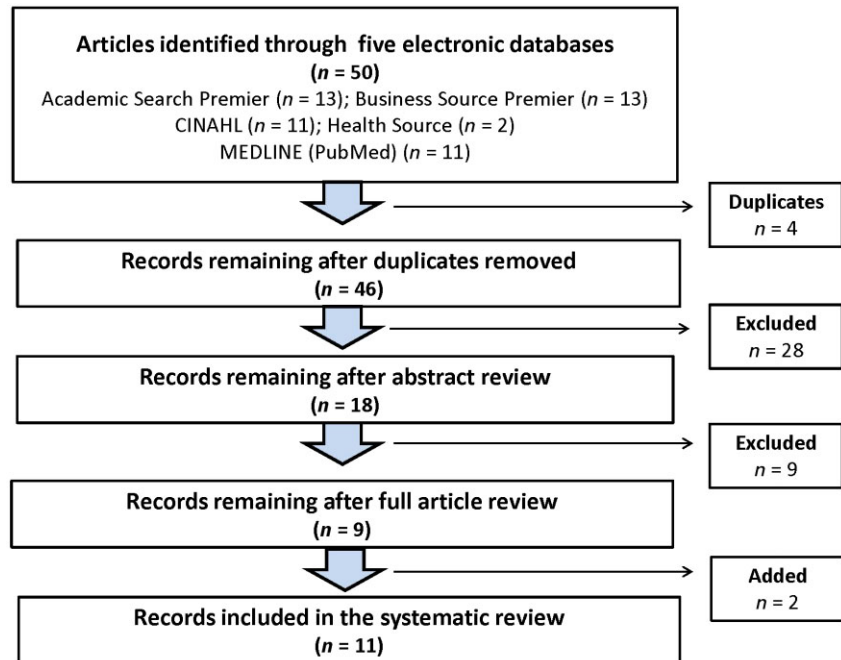 Articles identified through five electronic databases
(n = 50)
Academic Search Premier (n = 13); Business Source Premier (n = 13)
CINAHL (n = 11); Health Source (n = 2)
MEDLINE (PubMed) (n = 11)
Duplicates
n = 4
Records remaining after duplicates removed
(n = 46)
Excluded
n = 28
Records remaining after abstract review
(n = 18)
Excluded
n = 9
Records remaining after full article review
(n = 9)
Added
n = 2
Records included in the systematic review
(n = 11)